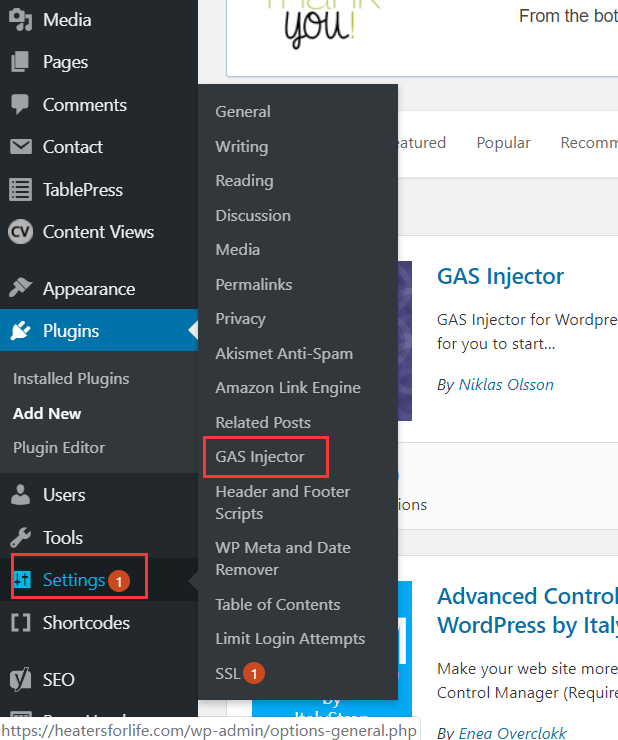 Thank
you!
From the bot
Media
Pages
Comments
Contact
TablePress
CV
Content Views
Appearance
Plugins
Installed Plugins
Add New
Plugin Editor
Users
Tools
Settings 1
Shortcodes
SEO
General
Writing
Reading
Discussion
Media
Permalinks
Privacy
Akismet Anti-Spam
Amazon Link Engine
Related Posts
GAS Injector
Header and Footer
Scripts
WP Meta and Date
Remover
Table of Contents
Limit Login Attempts
SSL 1
eatured Popular Recomm
GAS Injector
GAS Injector for Wordpre
for you to start...
By Niklas Olsson
ions
Advanced Control
WordPress by Italy
Make your web site more
Control Manager (Require
By Enea Overclokk
by
ItalyStrap
https://heatersforlife.com/wp-admin/options-general.php